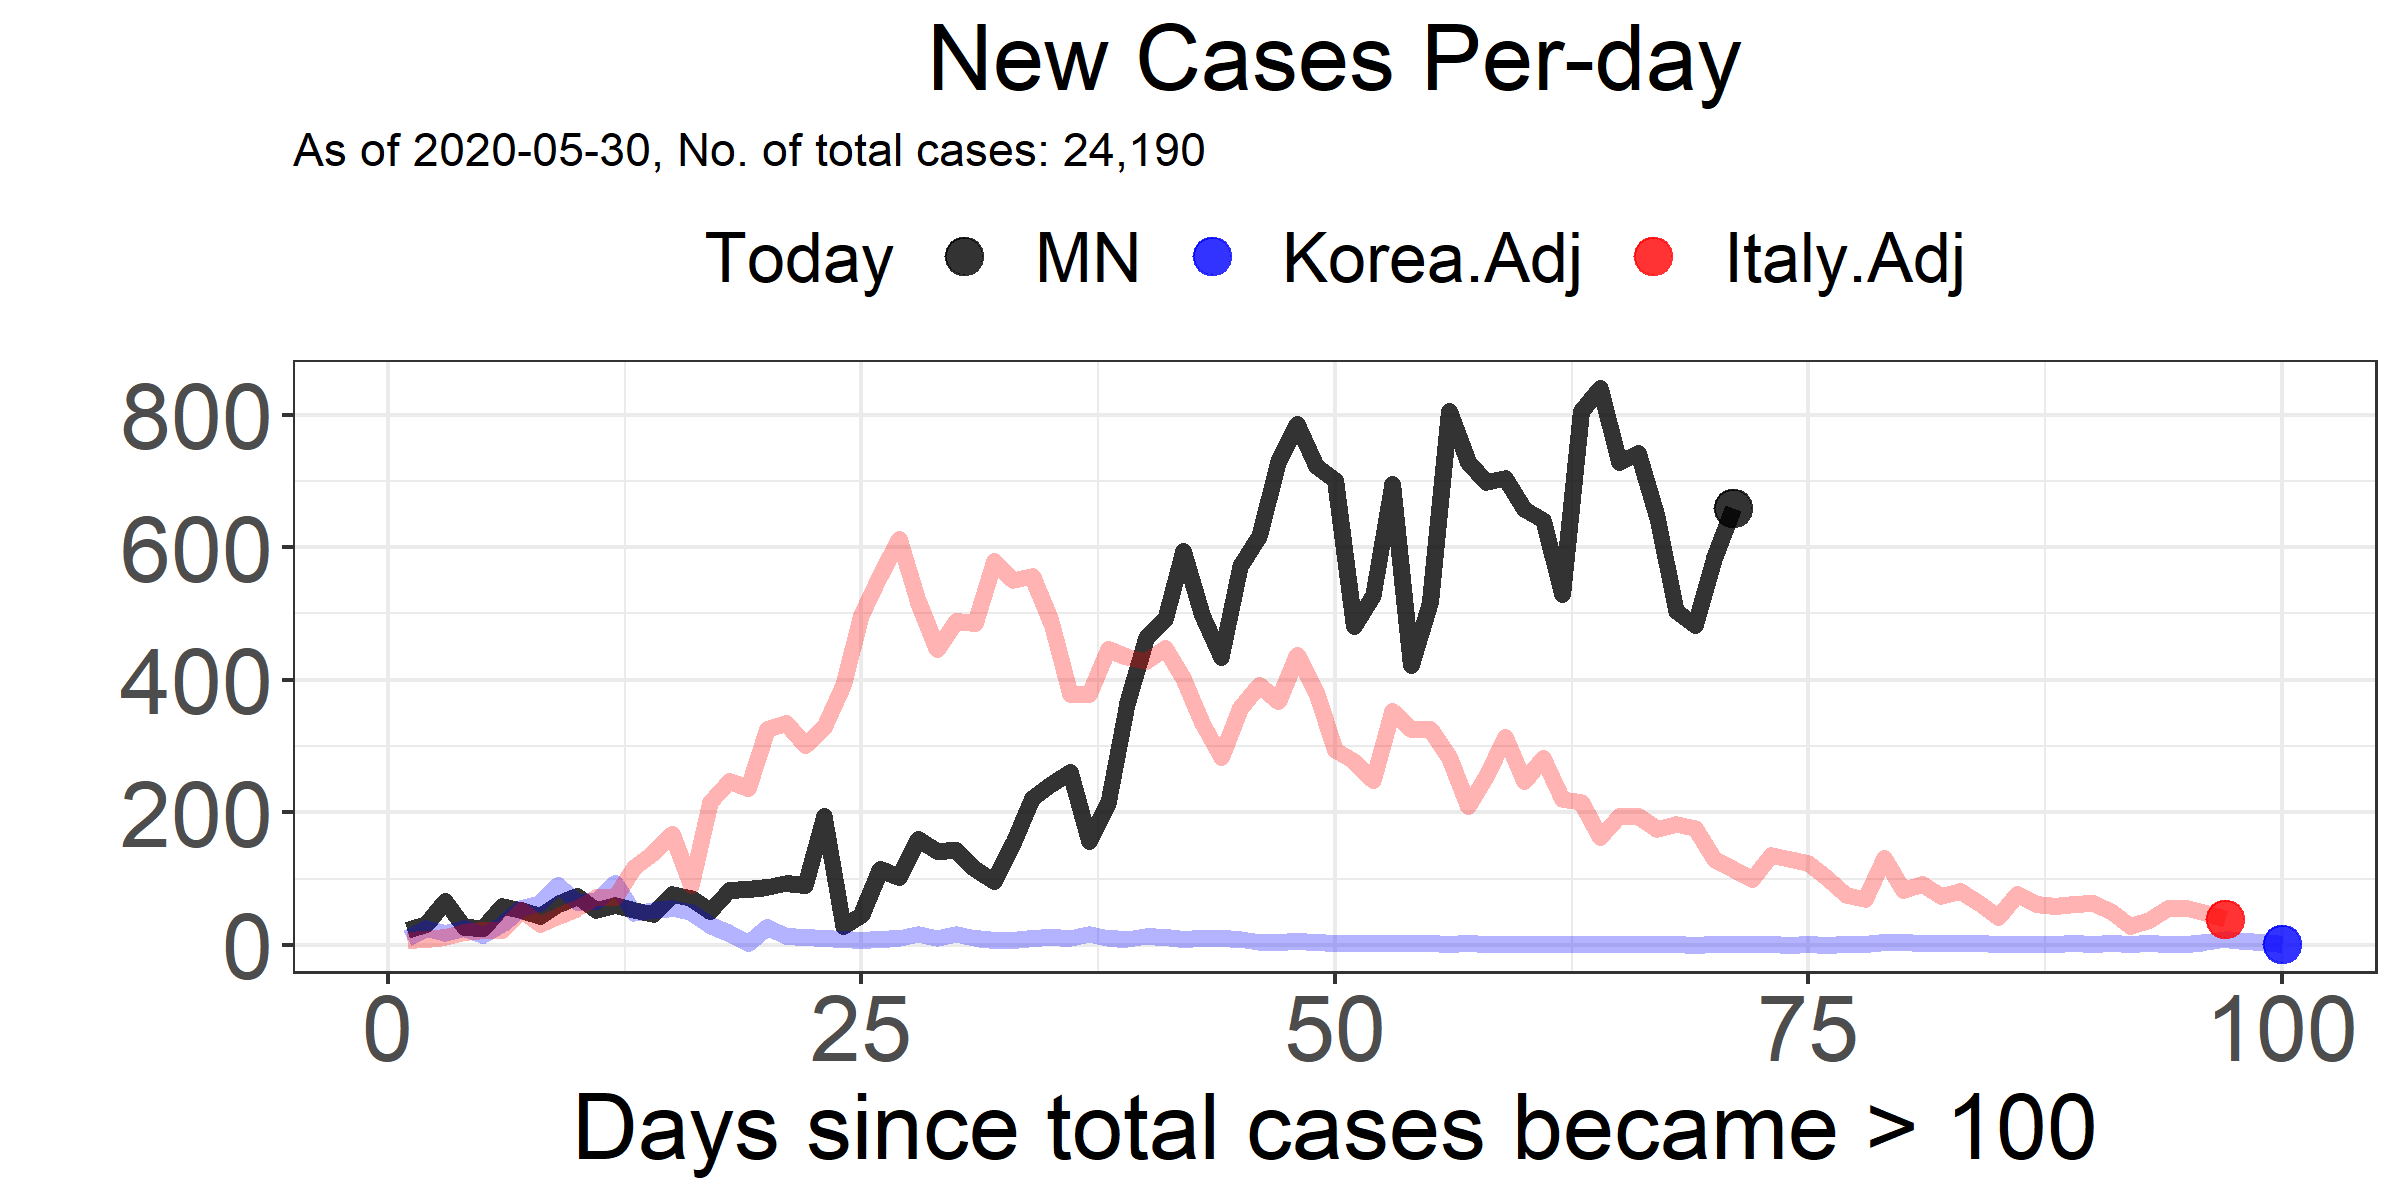 New Cases Per-day
As of 2020-05-30, No. of total cases: 24,190
Today MN Korea.Adj Italy.Adj
800
600
400
200
0
0 25 50 75 100
Days since total cases became > 100